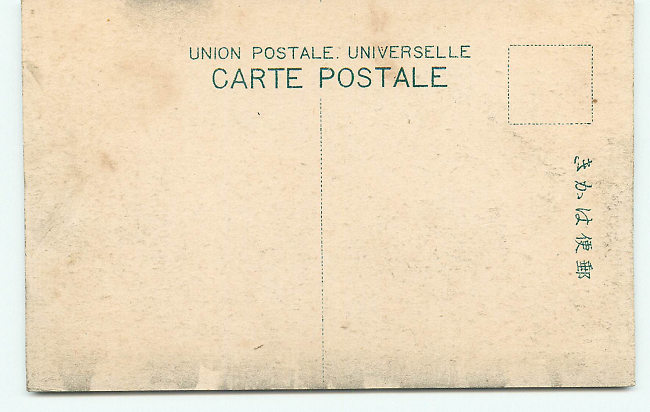 UNION POSTALE. UNIVERSELLE
CARTE POSTALE
郵便はかき